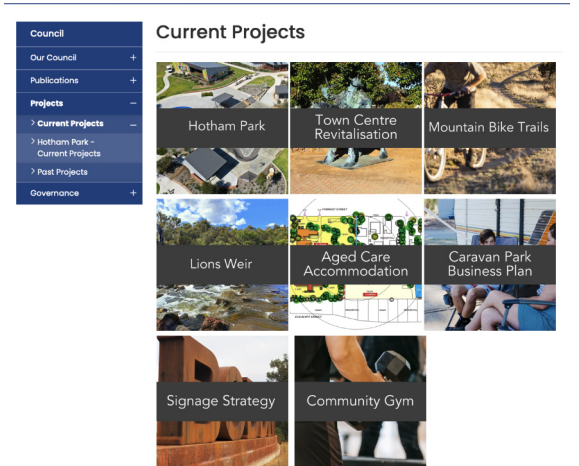 Council
Our Council +
Publications +
Projects −
> Current Projects −
> Hotham Park -
Current Projects
> Past Projects
Governance +
Current Projects
Hotham Park
Town Centre
Revitalisation
Mountain Bike Trails
Lions Weir
Aged Care
Accommodation
Caravan Park
Business Plan
Signage Strategy
Community Gym